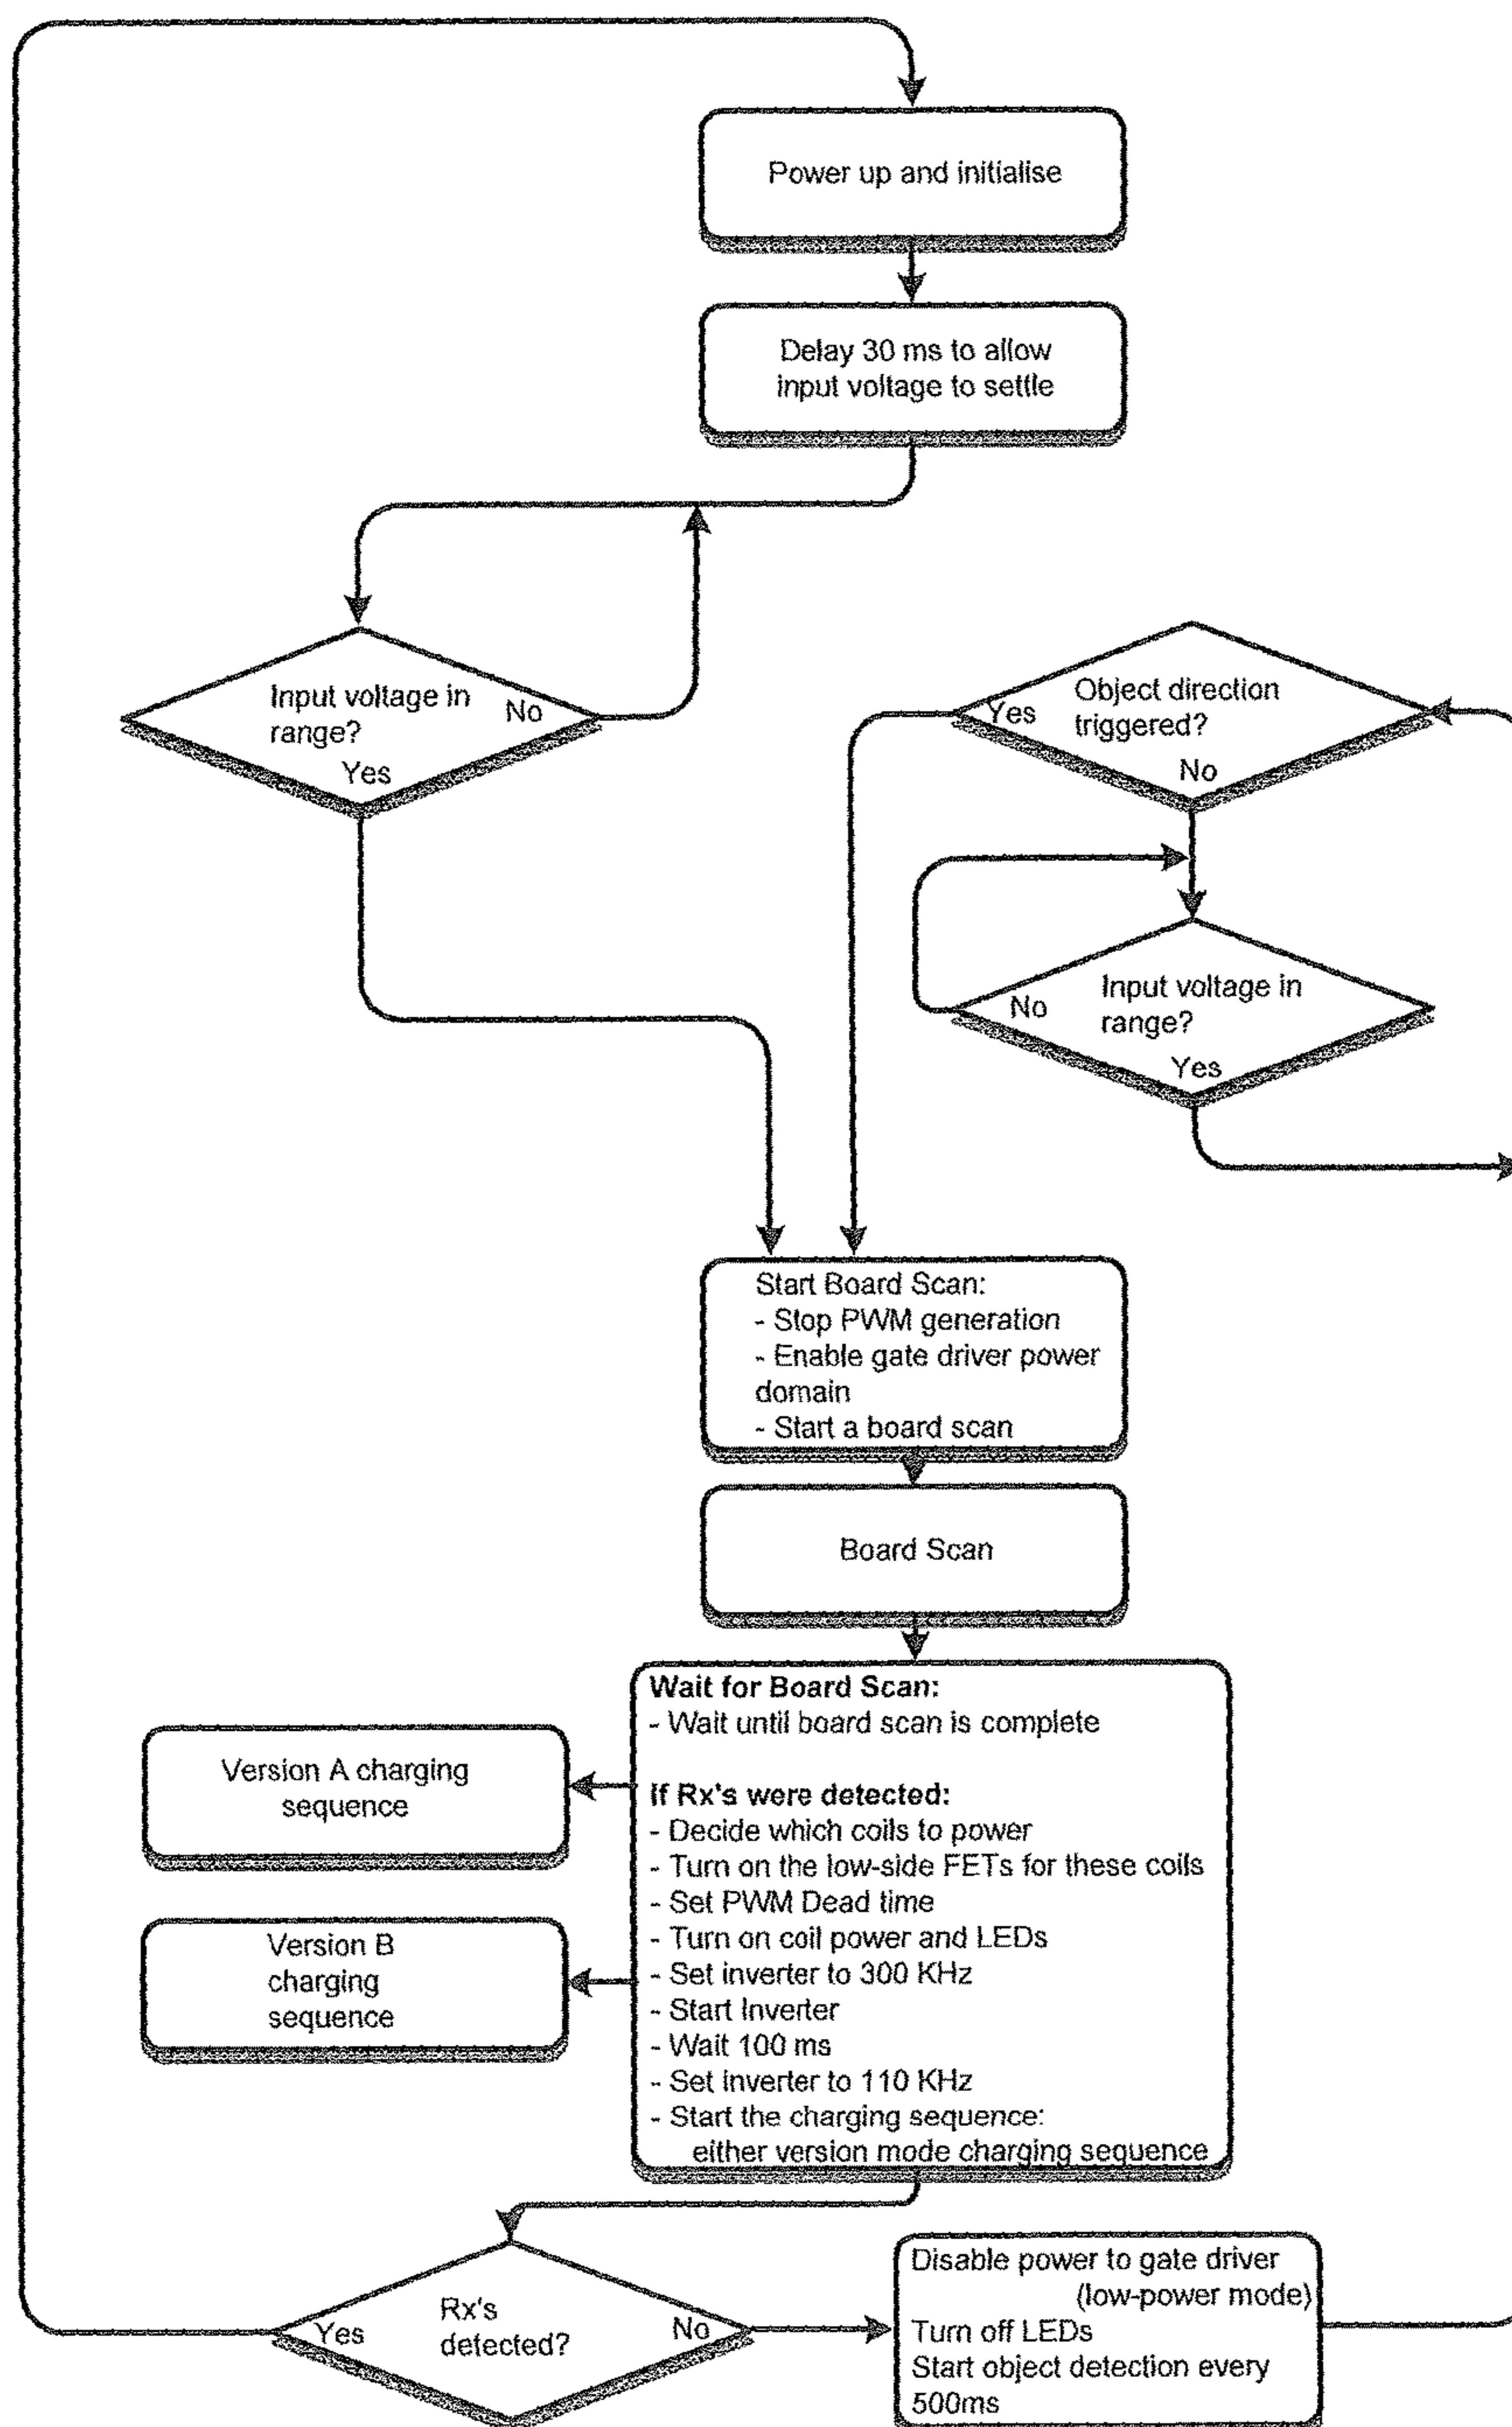 Power up and initialise
Delay 30 ms to allow
input voltage to settle
Input voltage in
range?
No
Yes
Object direction
triggered?
Yes
No
Input voltage in
range?
No
Yes
Start Board Scan:
- Stop PWM generation
- Enable gate driver power
domain
- Start a board scan
Board Scan
Wait for Board Scan:
- Wait until board scan is complete
If Rx's were detected:
- Decide which coils to power
- Turn on the low-side FETs for these coils
- Set PWM Dead time
- Turn on coil power and LEDs
- Set inverter to 300 KHz
- Start Inverter
- Wait 100 ms
- Set inverter to 110 KHz
- Start the charging sequence:
either version mode charging sequence
Version A charging
sequence
Version B
charging
sequence
Rx's
detected?
Yes
No
Disable power to gate driver
(low-power mode)
Turn off LEDs
Start object detection every
500ms